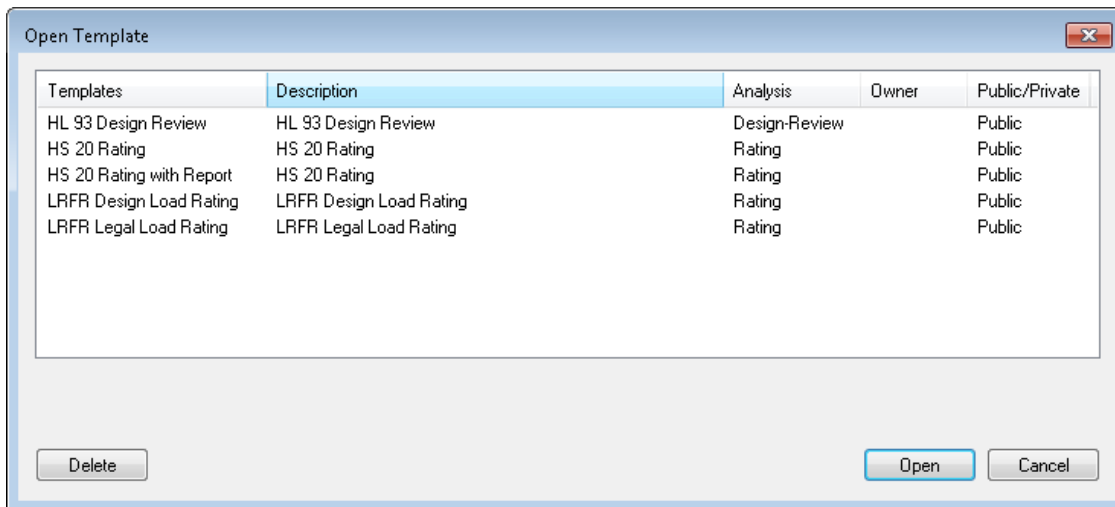 Open Template
Templates Description Analysis Owner Public/Private
HL 93 Design Review HL 93 Design Review Design-Review Public
HS 20 Rating HS 20 Rating Rating Public
HS 20 Rating with Report HS 20 Rating Rating Public
LRFR Design Load Rating LRFR Design Load Rating Rating Public
LRFR Legal Load Rating LRFR Legal Load Rating Rating Public
Delete Open Cancel